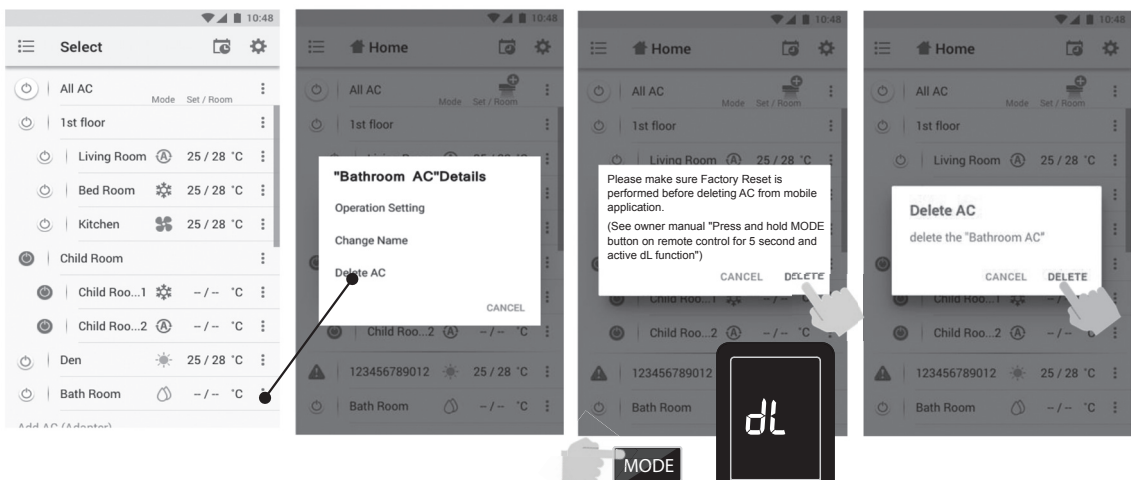 10:48
Select
All AC
Mode Set / Room
1st floor
Living Room 25 / 28 °C
Bed Room 25 / 28 °C
Kitchen 25 / 28 °C
Child Room
Child Roo...1 -- / -- °C
Child Roo...2 -- / -- °C
Den 25 / 28 °C
Bath Room -- / -- °C
Add AC (Adapter)
10:48
Home
All AC
Mode Set / Room
1st floor
"Bathroom AC"Details
Operation Setting
Change Name
Delete AC
CANCEL
Child Roo...2 -- / -- °C
123456789012 25 / 28 °C
Bath Room -- / -- °C
10:48
Home
All AC
Mode Set / Room
1st floor
Living Room 25 / 28 °C
Please make sure Factory Reset is
performed before deleting AC from mobile
application.
(See owner manual "Press and hold MODE
button on remote control for 5 second and
active dL function")
CANCEL DELETE
Child Roo...1 -- / -- °C
Child Roo...2 -- / -- °C
123456789012
Bath Room
dL
MODE
10:48
Home
All AC
Mode Set / Room
1st floor
Living Room 25 / 28 °C
Delete AC
delete the "Bathroom AC"
CANCEL DELETE
Child Roo...1 -- / -- °C
Child Roo...2 -- / -- °C
123456789012 25 / 28 °C
Bath Room -- / -- °C